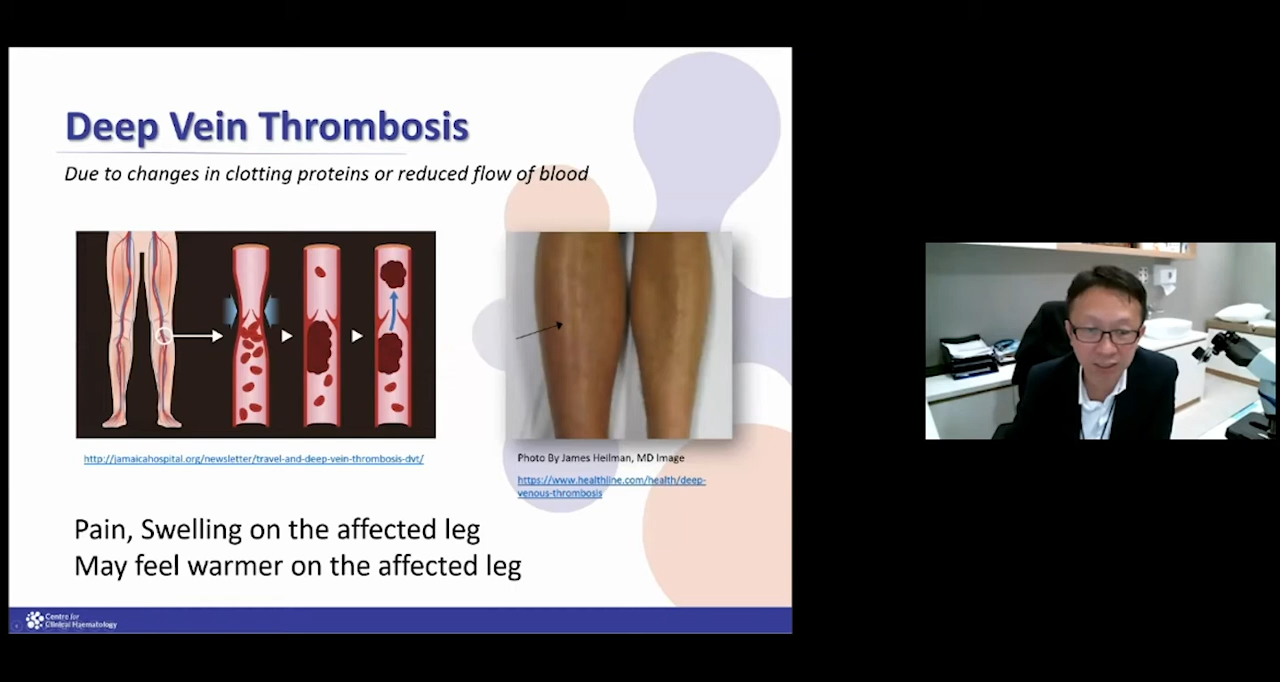 Deep Vein Thrombosis
Due to changes in clotting proteins or reduced flow of blood
http://jamaicahospital.org/newsletter/travel-and-deep-vein-thrombosis-dvt/
Photo By James Heilman, MD Image
https://www.healthline.com/health/deep-
venous-thrombosis
Pain, Swelling on the affected leg
May feel warmer on the affected leg
Centre for
Clinical Haematology